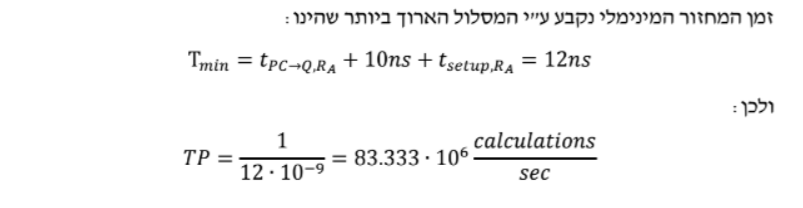 זמן המחזור המינימלי נקבע ע״י המסלול הארוך ביותר שהינו:
T_min = t_{PC→Q,R_A} + 10ns + t_{setup,R_A} = 12ns
ולכן:
TP = 1 / (12 · 10^−9) = 83.333 · 10^6 calculations / sec